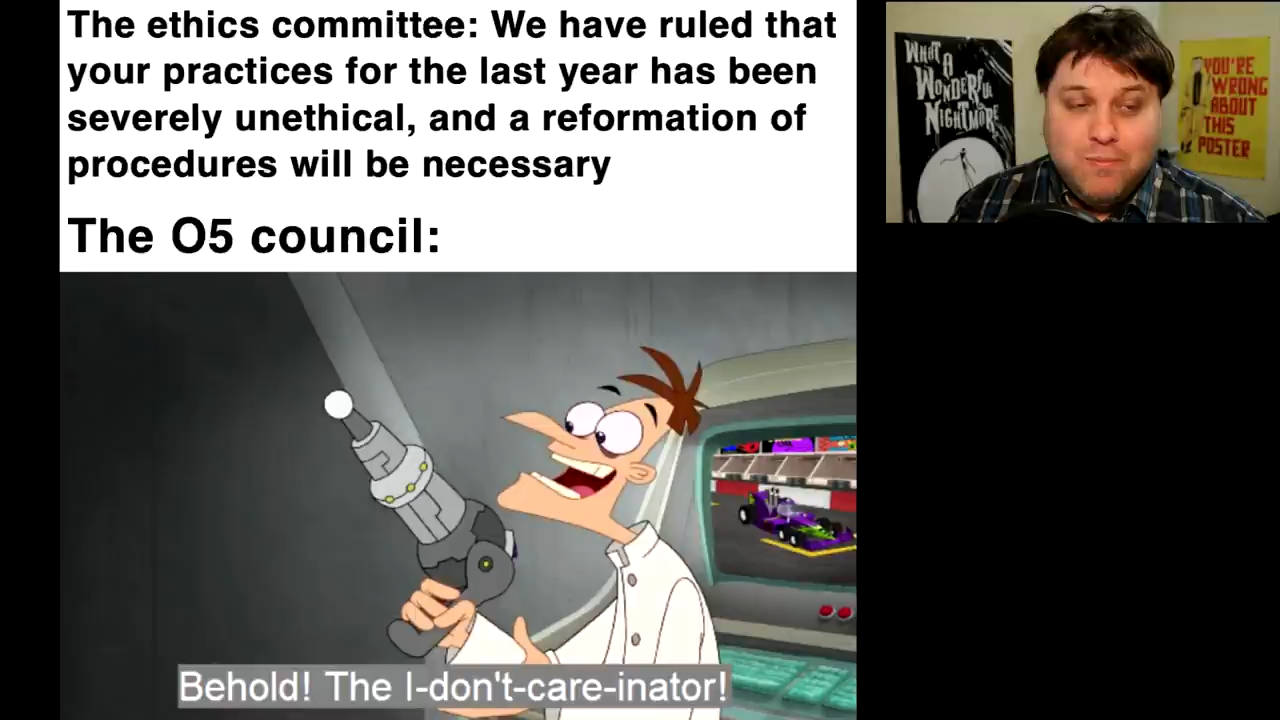 The ethics committee: We have ruled that
your practices for the last year has been
severely unethical, and a reformation of
procedures will be necessary
The O5 council:
Behold! The I-don't-care-inator!
WHAT
A
WONDERFUL
NIGHTMARE
YOU'RE
WRONG
ABOUT
THIS
POSTER